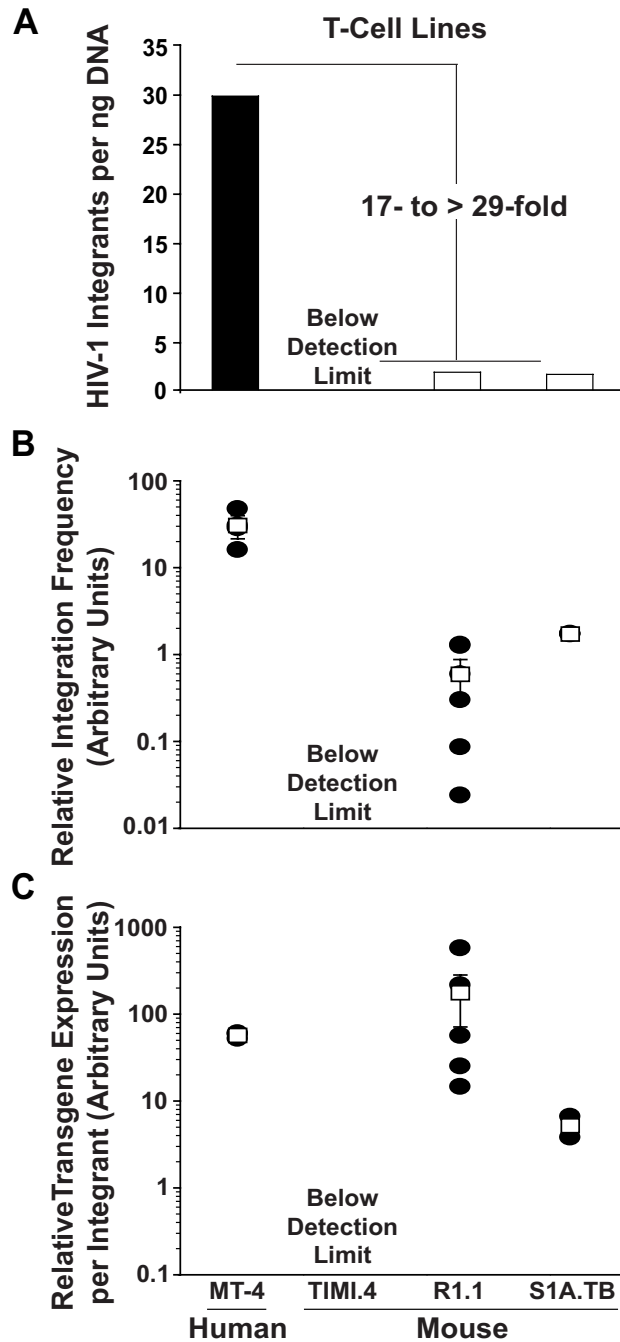 A
T-Cell Lines
HIV-1 Integrants per ng DNA
35
30
25
20
15
10
5
0
17- to > 29-fold
Below
Detection
Limit
B
Relative Integration Frequency
(Arbitrary Units)
100
10
1
0.1
0.01
Below
Detection
Limit
C
RelativeTransgene Expression
per Integrant (Arbitrary Units)
1000
100
10
1
0.1
Below
Detection
Limit
MT-4 TIMI.4 R1.1 S1A.TB
Human Mouse